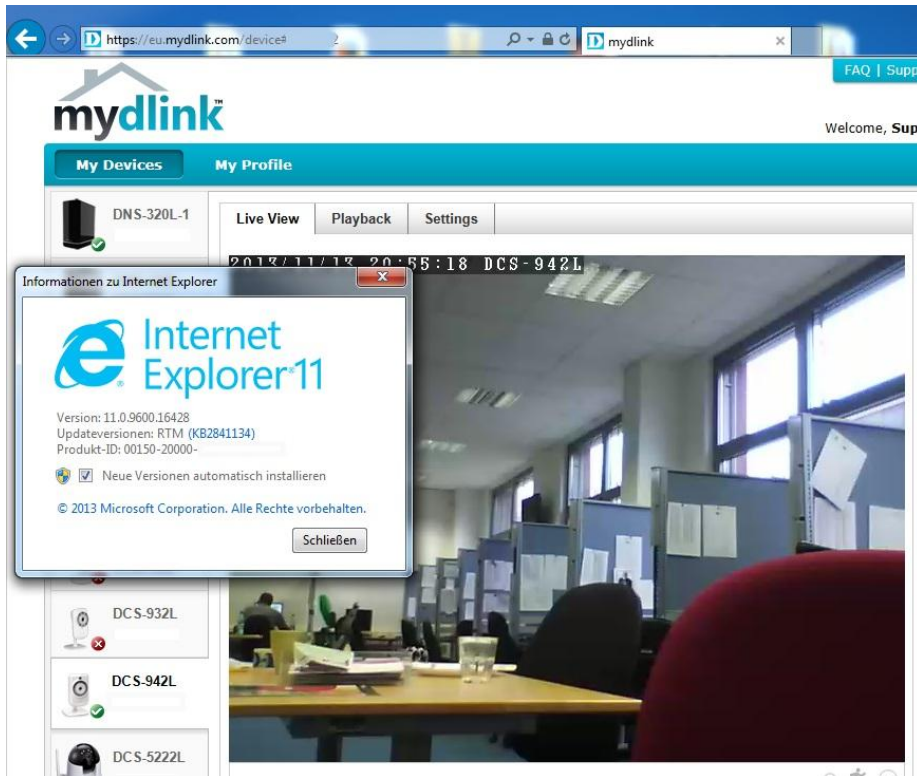 https://eu.mydlink.com/device#
mydlink
FAQ | Supp
mydlink™
Welcome, Sup
My Devices
My Profile
DNS-320L-1
Live View
Playback
Settings
2013/11/13 20:55:18 DCS-942L
Informationen zu Internet Explorer
Internet
Explorer®11
Version: 11.0.9600.16428
Updateversionen: RTM (KB2841134)
Produkt-ID: 00150-20000-
Neue Versionen automatisch installieren
© 2013 Microsoft Corporation. Alle Rechte vorbehalten.
Schließen
DCS-932L
DCS-942L
DCS-5222L